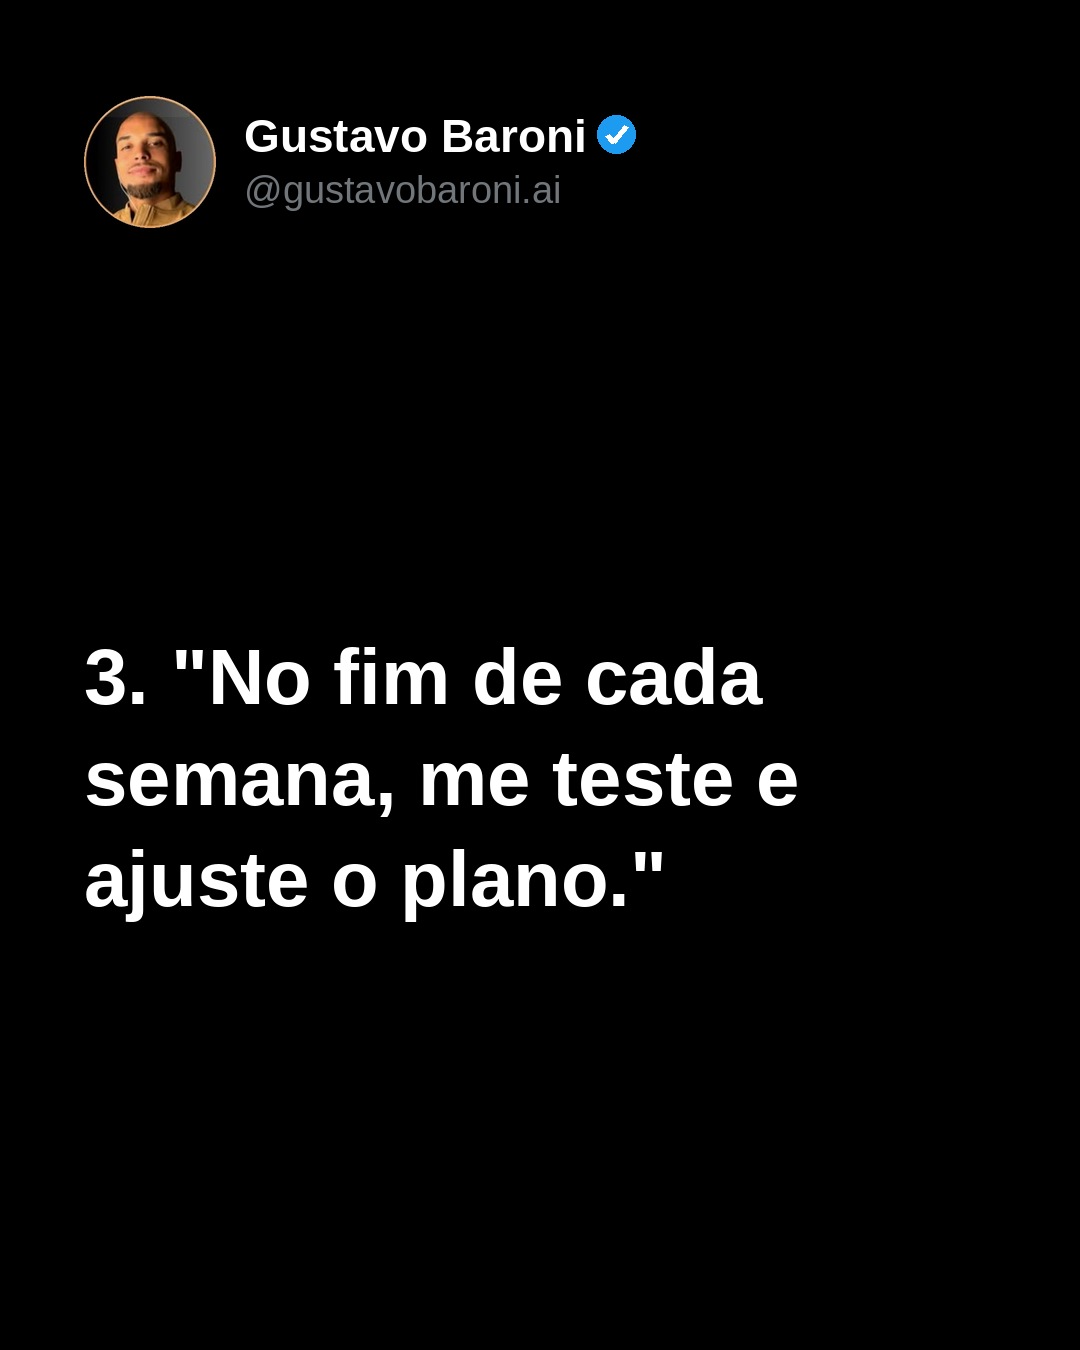 Gustavo Baroni
@gustavobaroni.ai
3. "No fim de cada
semana, me teste e
ajuste o plano."